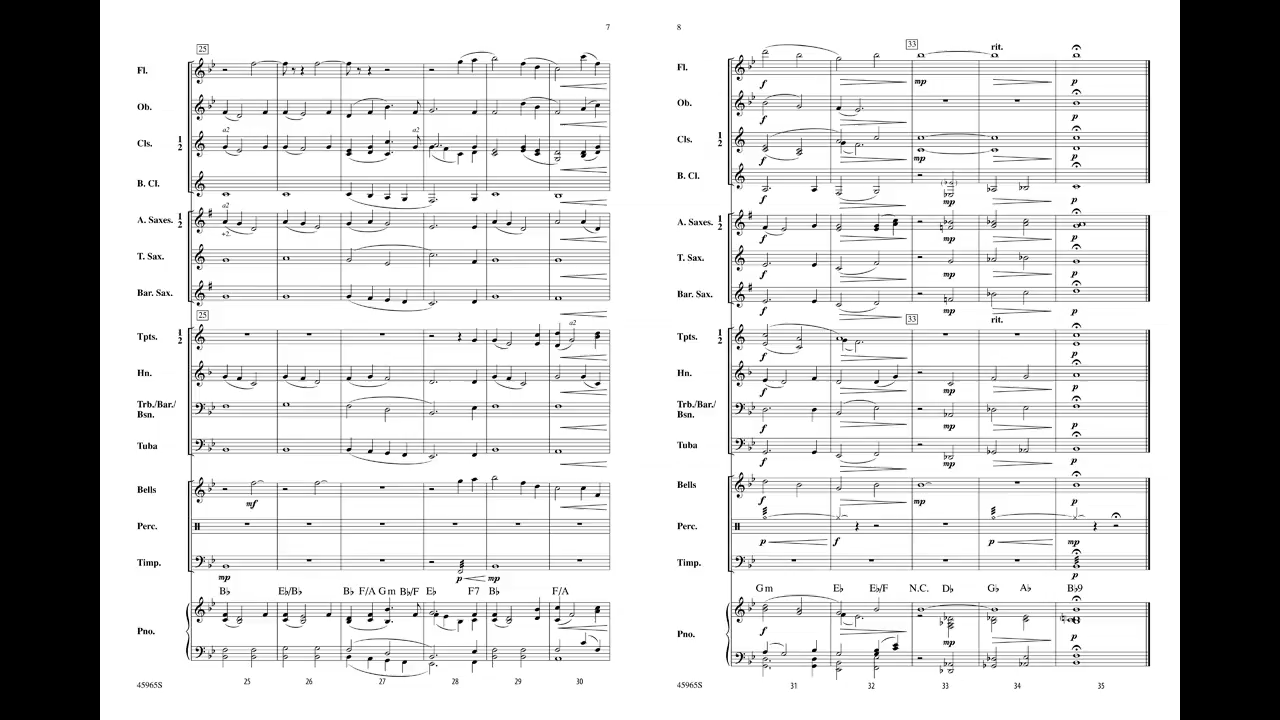 7
25
Fl.
Ob.
a2
a2
Cls. 1 2
B. Cl.
a2
A. Saxes. 1 2
+2.
T. Sax.
Bar. Sax.
25
a2
Tpts. 1 2
Hn.
Trb./Bar./
Bsn.
Tuba
Bells
mf
Perc.
Timp.
mp p mp
B♭ E♭/B♭ B♭ F/A Gm B♭/F E♭ F7 B♭ F/A
Pno.
45965S 25 26 27 28 29 30
8
33 rit.
Fl.
f mp p
Ob.
f p
Cls. 1 2
f mp p
B. Cl.
f mp p
A. Saxes. 1 2
f mp p
T. Sax.
f mp p
Bar. Sax.
f mp p
33 rit.
Tpts. 1 2
f p
Hn.
f mp p
Trb./Bar./
Bsn.
f mp p
Tuba
f mp p
Bells
f mp p
Perc.
p f p mp
Timp.
p
Gm E♭ E♭/F N.C. D♭ G♭ A♭ B♭9
Pno.
f mp p
45965S 31 32 33 34 35